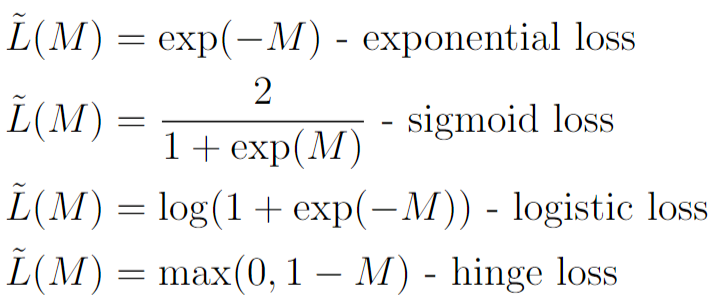 L̃(M) = exp(−M) - exponential loss
L̃(M) = 2 / (1 + exp(M)) - sigmoid loss
L̃(M) = log(1 + exp(−M)) - logistic loss
L̃(M) = max(0, 1 − M) - hinge loss